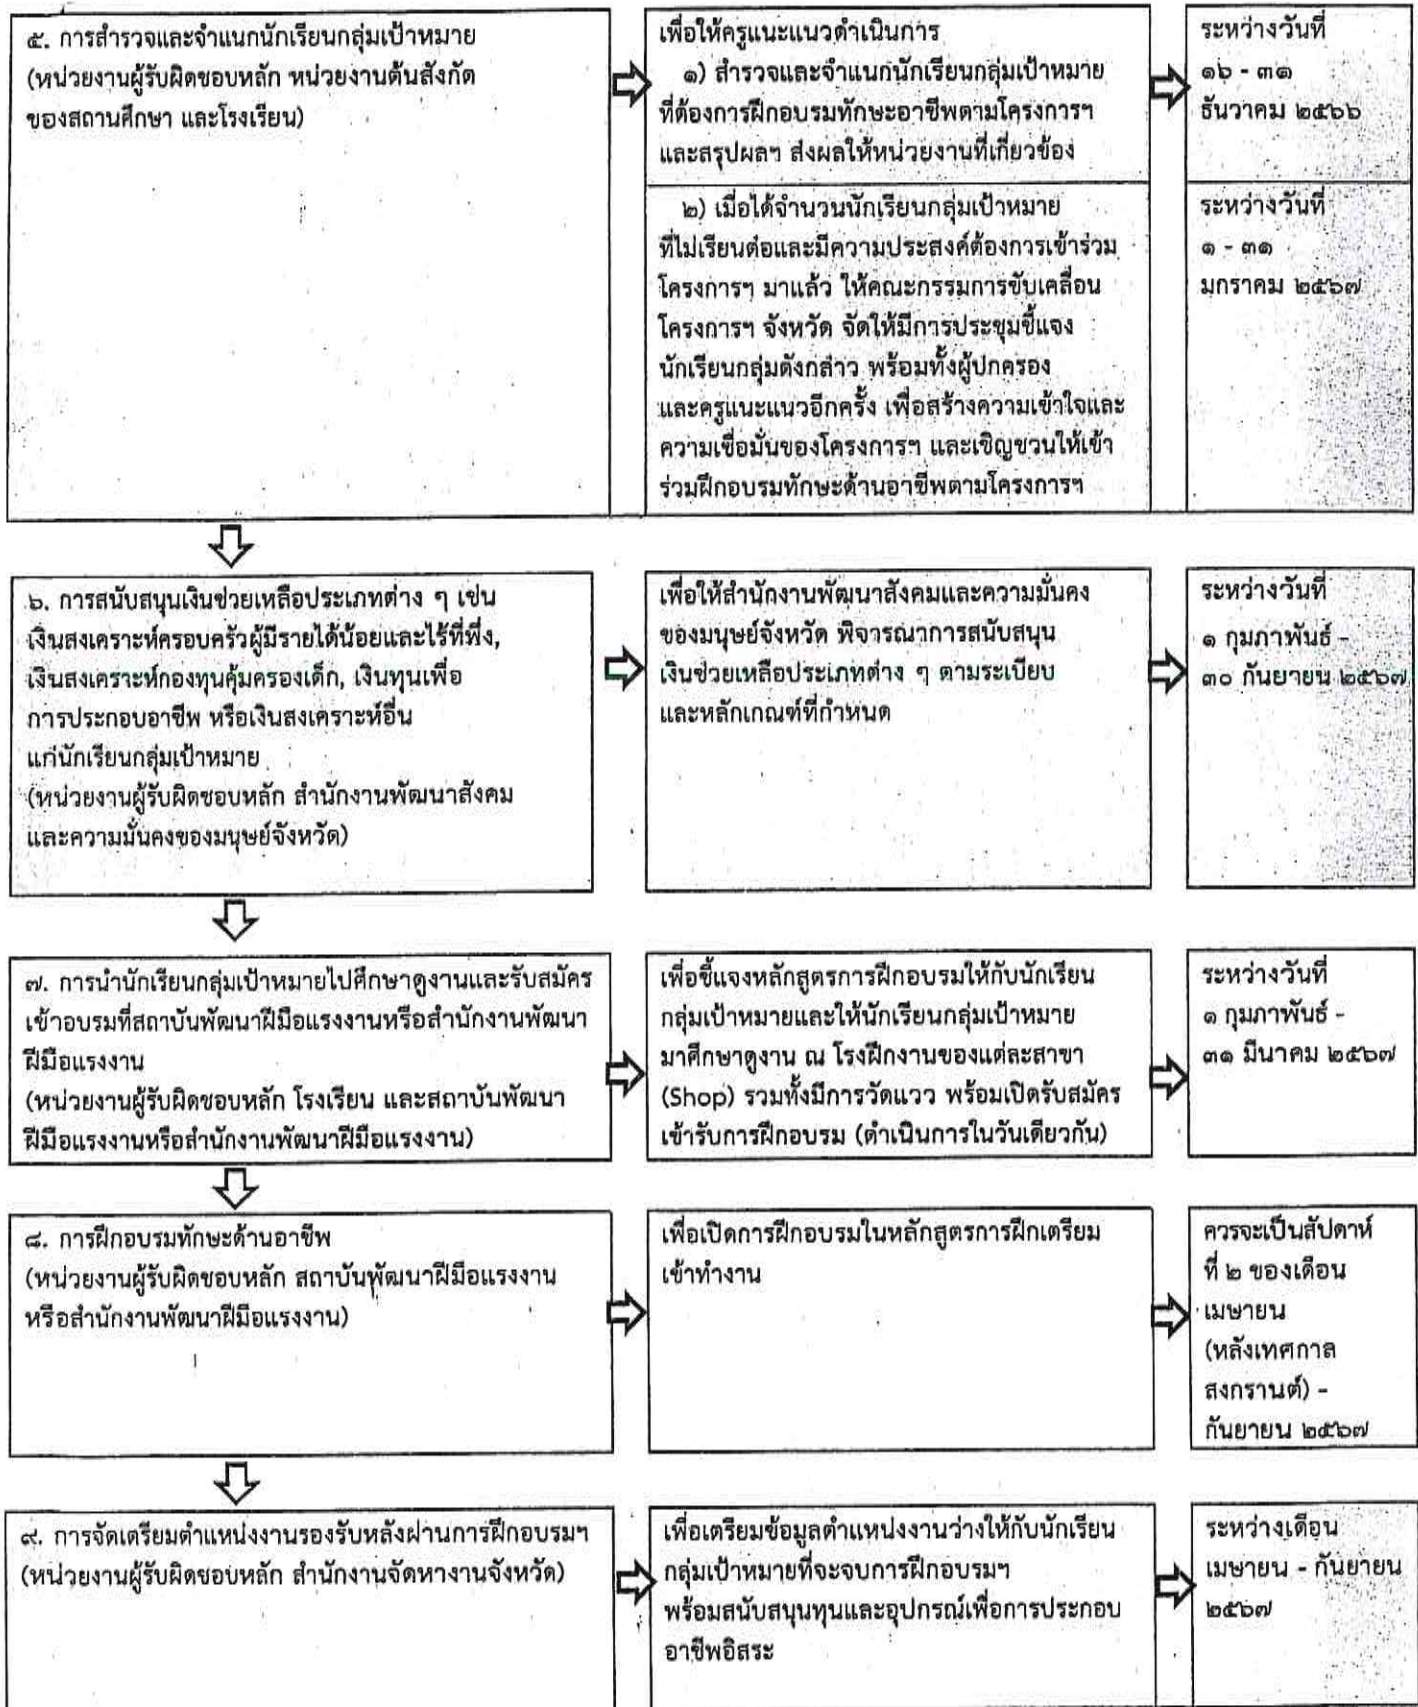 ๕. การสำรวจและจำแนกนักเรียนกลุ่มเป้าหมาย
(หน่วยงานผู้รับผิดชอบหลัก หน่วยงานต้นสังกัด
ของสถานศึกษา และโรงเรียน)
เพื่อให้ครูแนะแนวดำเนินการ
๑) สำรวจและจำแนกนักเรียนกลุ่มเป้าหมาย
ที่ต้องการฝึกอบรมทักษะอาชีพตามโครงการฯ
และสรุปผลฯ ส่งผลให้หน่วยงานที่เกี่ยวข้อง
ระหว่างวันที่
๑๖ - ๓๑
ธันวาคม ๒๕๖๖
๒) เมื่อได้จำนวนนักเรียนกลุ่มเป้าหมาย
ที่ไม่เรียนต่อและมีความประสงค์ต้องการเข้าร่วม
โครงการฯ มาแล้ว ให้คณะกรรมการขับเคลื่อน
โครงการฯ จังหวัด จัดให้มีการประชุมชี้แจง
นักเรียนกลุ่มดังกล่าว พร้อมทั้งผู้ปกครอง
และครูแนะแนวอีกครั้ง เพื่อสร้างความเข้าใจและ
ความเชื่อมั่นของโครงการฯ และเชิญชวนให้เข้า
ร่วมฝึกอบรมทักษะด้านอาชีพตามโครงการฯ
ระหว่างวันที่
๑ - ๓๑
มกราคม ๒๕๖๗
๖. การสนับสนุนเงินช่วยเหลือประเภทต่าง ๆ เช่น
เงินสงเคราะห์ครอบครัวผู้มีรายได้น้อยและไร้ที่พึ่ง,
เงินสงเคราะห์กองทุนคุ้มครองเด็ก, เงินทุนเพื่อ
การประกอบอาชีพ หรือเงินสงเคราะห์อื่น
แก่นักเรียนกลุ่มเป้าหมาย
(หน่วยงานผู้รับผิดชอบหลัก สำนักงานพัฒนาสังคม
และความมั่นคงของมนุษย์จังหวัด)
เพื่อให้สำนักงานพัฒนาสังคมและความมั่นคง
ของมนุษย์จังหวัด พิจารณาการสนับสนุน
เงินช่วยเหลือประเภทต่าง ๆ ตามระเบียบ
และหลักเกณฑ์ที่กำหนด
ระหว่างวันที่
๑ กุมภาพันธ์ -
๓๐ กันยายน ๒๕๖๗
๗. การนำนักเรียนกลุ่มเป้าหมายไปศึกษาดูงานและรับสมัคร
เข้าอบรมที่สถาบันพัฒนาฝีมือแรงงานหรือสำนักงานพัฒนา
ฝีมือแรงงาน
(หน่วยงานผู้รับผิดชอบหลัก โรงเรียน และสถาบันพัฒนา
ฝีมือแรงงานหรือสำนักงานพัฒนาฝีมือแรงงาน)
เพื่อชี้แจงหลักสูตรการฝึกอบรมให้กับนักเรียน
กลุ่มเป้าหมายและให้นักเรียนกลุ่มเป้าหมาย
มาศึกษาดูงาน ณ โรงฝึกงานของแต่ละสาขา
(Shop) รวมทั้งมีการวัดแวว พร้อมเปิดรับสมัคร
เข้ารับการฝึกอบรม (ดำเนินการในวันเดียวกัน)
ระหว่างวันที่
๑ กุมภาพันธ์ -
๓๑ มีนาคม ๒๕๖๗
๘. การฝึกอบรมทักษะด้านอาชีพ
(หน่วยงานผู้รับผิดชอบหลัก สถาบันพัฒนาฝีมือแรงงาน
หรือสำนักงานพัฒนาฝีมือแรงงาน)
เพื่อเปิดการฝึกอบรมในหลักสูตรการฝึกเตรียม
เข้าทำงาน
ควรจะเป็นสัปดาห์
ที่ ๒ ของเดือน
เมษายน
(หลังเทศกาล
สงกรานต์) -
กันยายน ๒๕๖๗
๙. การจัดเตรียมตำแหน่งงานรองรับหลังผ่านการฝึกอบรมฯ
(หน่วยงานผู้รับผิดชอบหลัก สำนักงานจัดหางานจังหวัด)
เพื่อเตรียมข้อมูลตำแหน่งงานว่างให้กับนักเรียน
กลุ่มเป้าหมายที่จะจบการฝึกอบรมฯ
พร้อมสนับสนุนทุนและอุปกรณ์เพื่อการประกอบ
อาชีพอิสระ
ระหว่างเดือน
เมษายน - กันยายน
๒๕๖๗